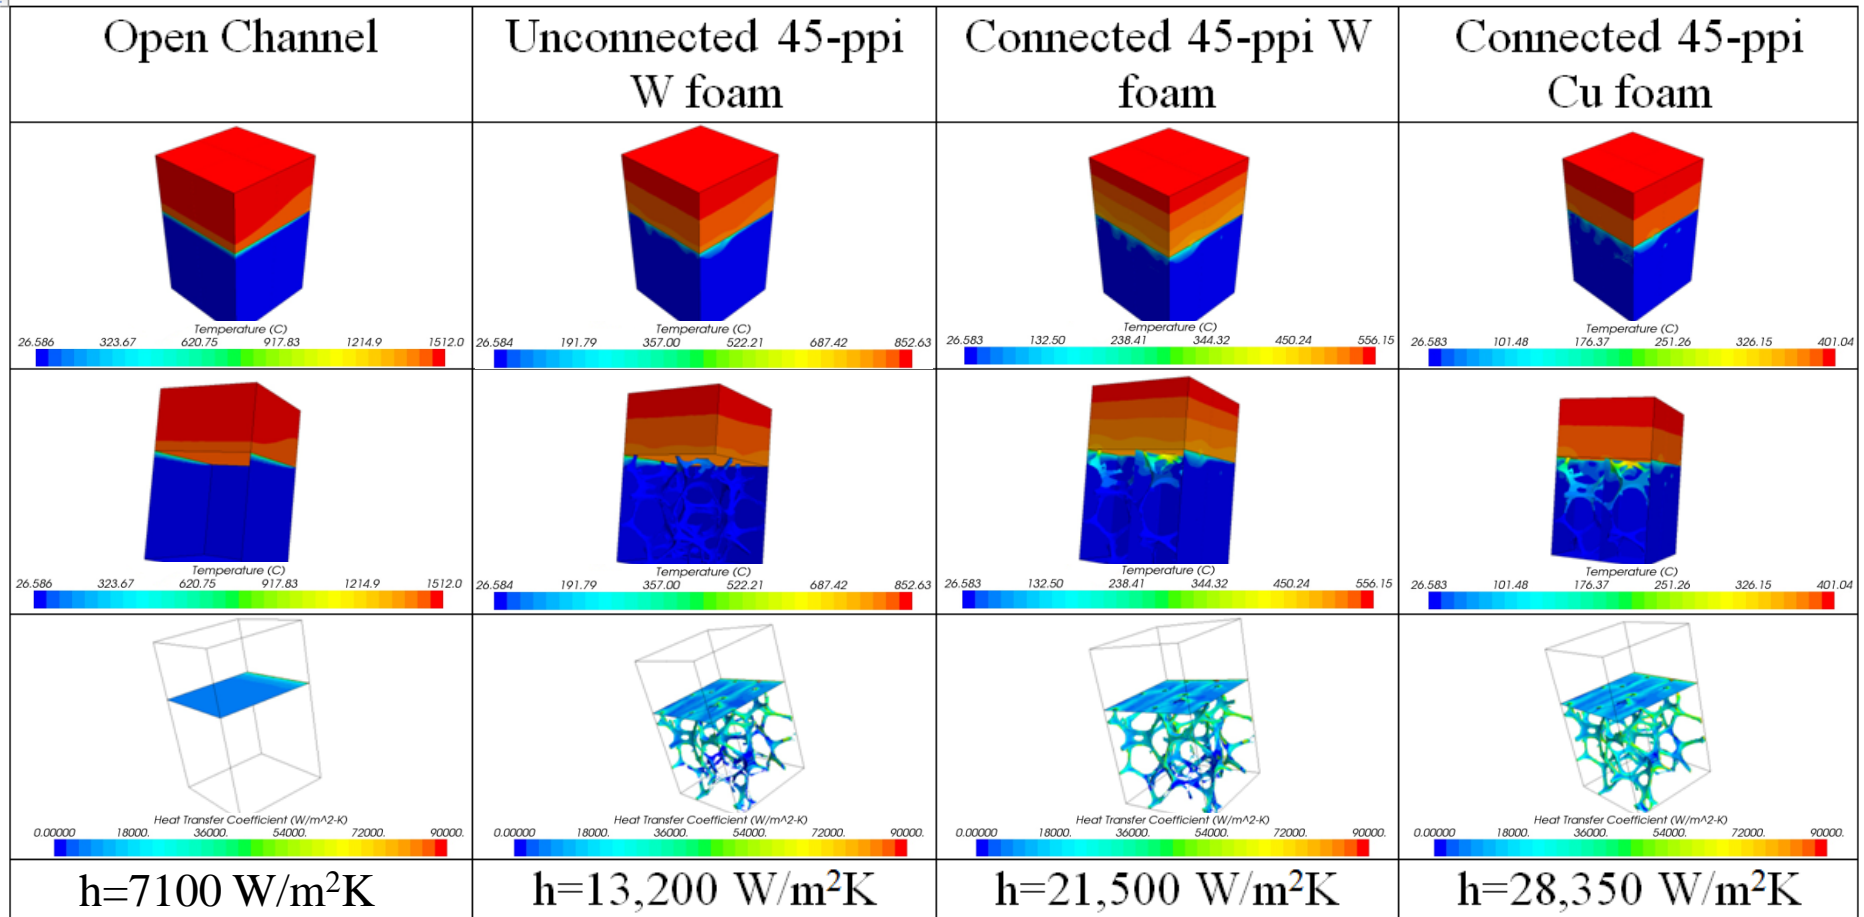 Open Channel
Unconnected 45-ppi
W foam
Connected 45-ppi W
foam
Connected 45-ppi
Cu foam
Temperature (C)
26.586 323.67 620.75 917.83 1214.9 1512.0
Temperature (C)
26.584 191.79 357.00 522.21 687.42 852.63
Temperature (C)
26.583 132.50 238.41 344.32 450.24 556.15
Temperature (C)
26.583 101.48 176.37 251.26 326.15 401.04
Temperature (C)
26.586 323.67 620.75 917.83 1214.9 1512.0
Temperature (C)
26.584 191.79 357.00 522.21 687.42 852.63
Temperature (C)
26.583 132.50 238.41 344.32 450.24 556.15
Temperature (C)
26.583 101.48 176.37 251.26 326.15 401.04
Heat Transfer Coefficient (W/m^2-K)
0.00000 18000. 36000. 54000. 72000. 90000.
Heat Transfer Coefficient (W/m^2-K)
0.00000 18000. 36000. 54000. 72000. 90000.
Heat Transfer Coefficient (W/m^2-K)
0.00000 18000. 36000. 54000. 72000. 90000.
Heat Transfer Coefficient (W/m^2-K)
0.00000 18000. 36000. 54000. 72000. 90000.
h=7100 W/m²K
h=13,200 W/m²K
h=21,500 W/m²K
h=28,350 W/m²K